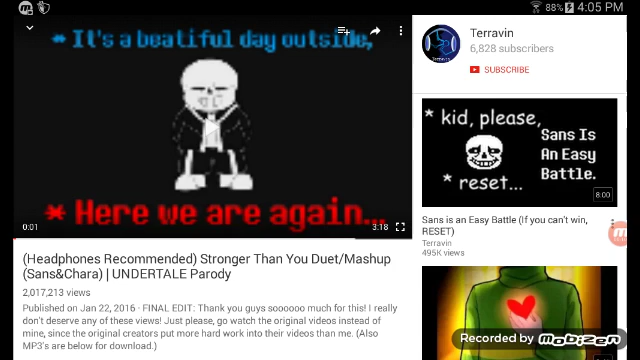 88% 4:05 PM
* It's a beatiful day outside,
* Here we are again...
0:01
3:18
Terravin
6,828 subscribers
SUBSCRIBE
Terravin
* kid, please,
* reset...
Sans Is
An Easy
Battle.
8:00
Sans is an Easy Battle (If you can't win,
RESET)
Terravin
495K views
(Headphones Recommended) Stronger Than You Duet/Mashup
(Sans&Chara) | UNDERTALE Parody
2,017,213 views
Published on Jan 22, 2016 · FINAL EDIT: Thank you guys soooooo much for this! I really
don't deserve any of these views! Just please, go watch the original videos instead of
mine, since the original creators put more hard work into their videos than me. (Also
MP3's are below for download.)
Recorded by Mobizen